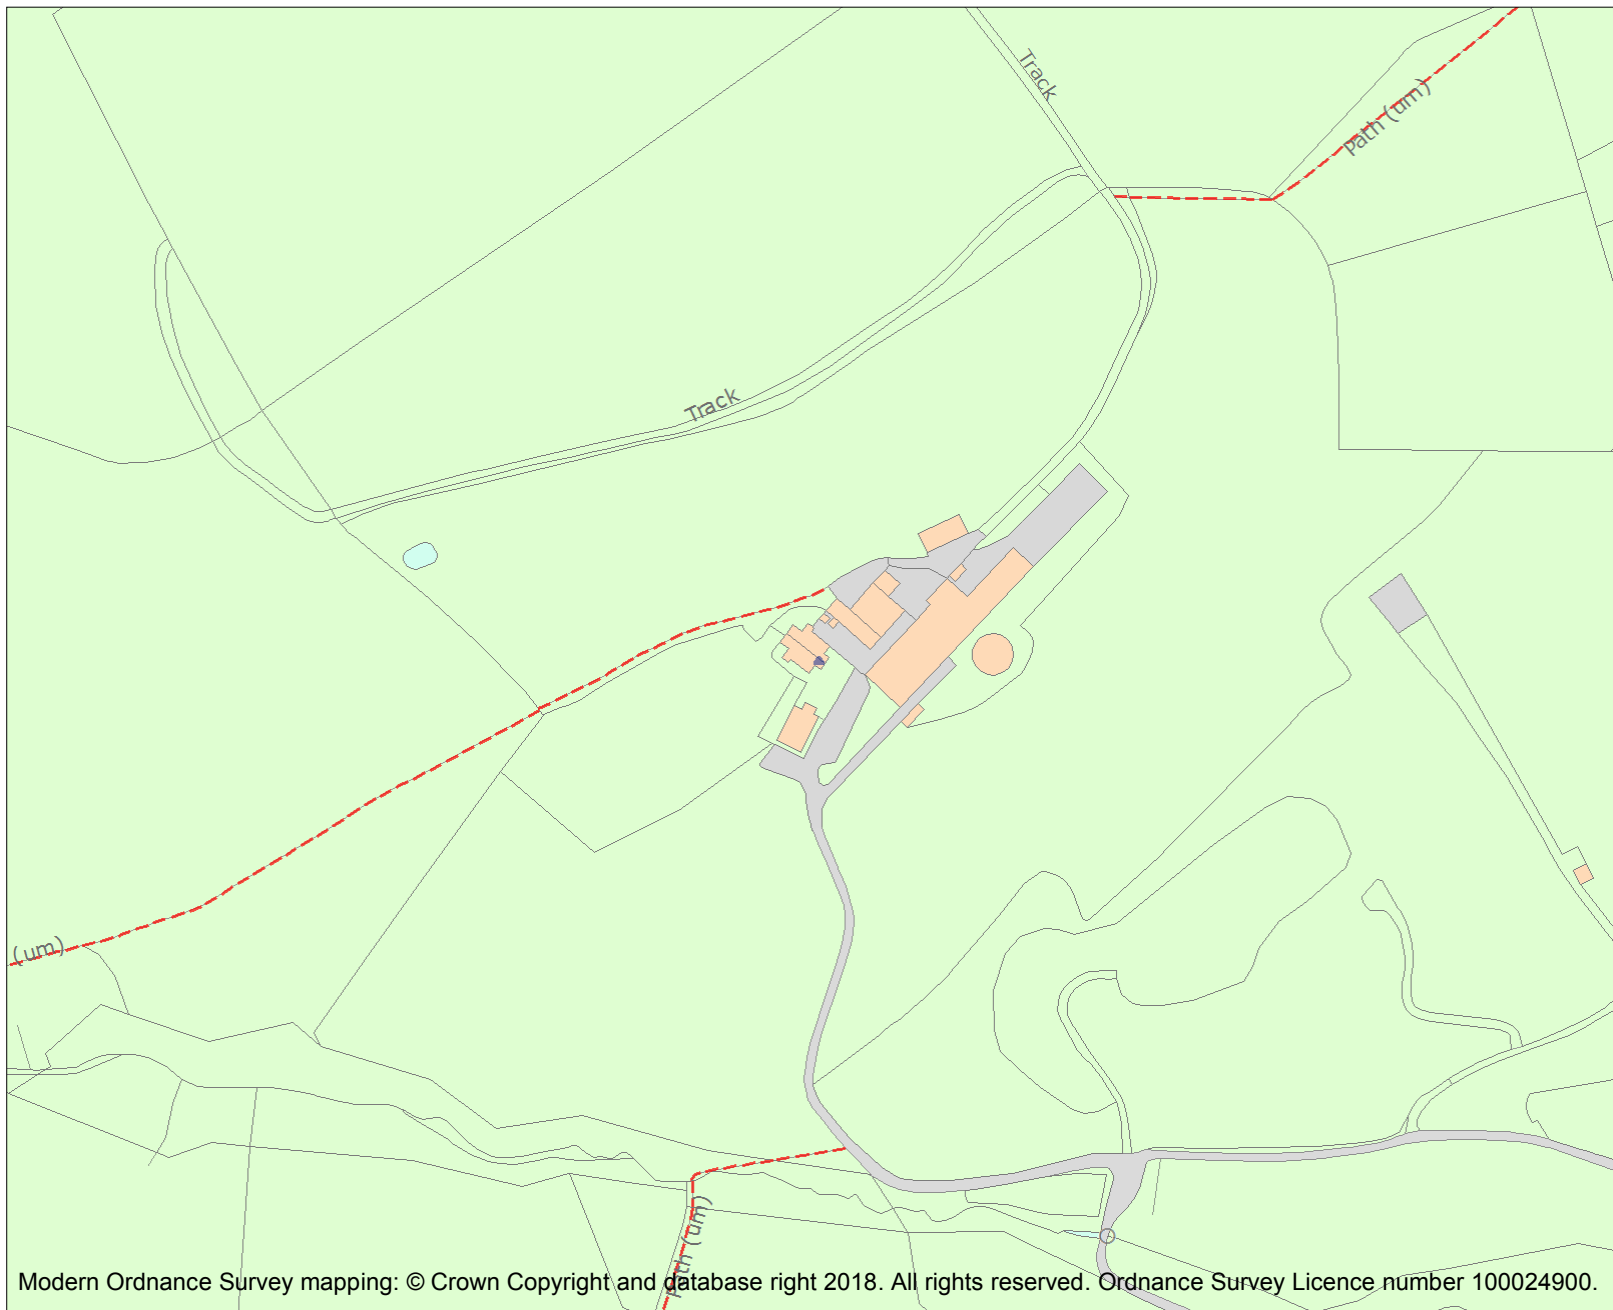 Track
Path (um)
Track
(um)
Path (um)
Modern Ordnance Survey mapping: © Crown Copyright and database right 2018. All rights reserved. Ordnance Survey Licence number 100024900.